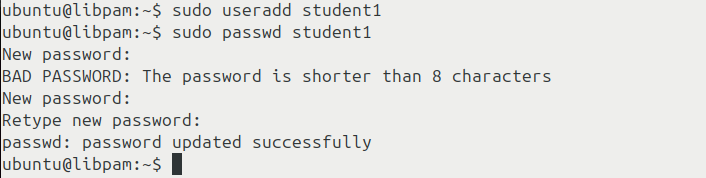 ubuntu@libpam:~$ sudo useradd student1
ubuntu@libpam:~$ sudo passwd student1
New password:
BAD PASSWORD: The password is shorter than 8 characters
New password:
Retype new password:
passwd: password updated successfully
ubuntu@libpam:~$